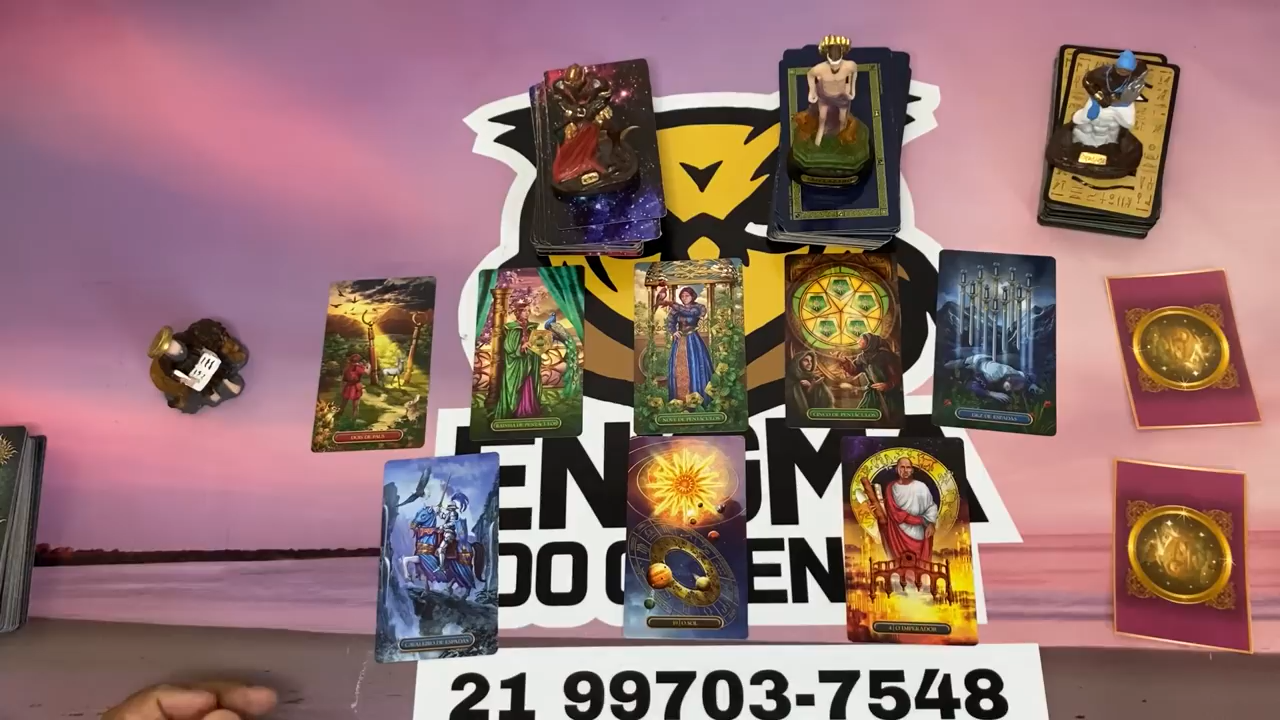 DOIS DE PAUS
RAINHA DE PENTÁCULOS
NOVE DE PENTÁCULOS
CINCO DE PENTÁCULOS
DEZ DE ESPADAS
ENIGMA
DO O EN
CAVALEIRO DE ESPADAS
19 | O SOL
4 | O IMPERADOR
21 99703-7548